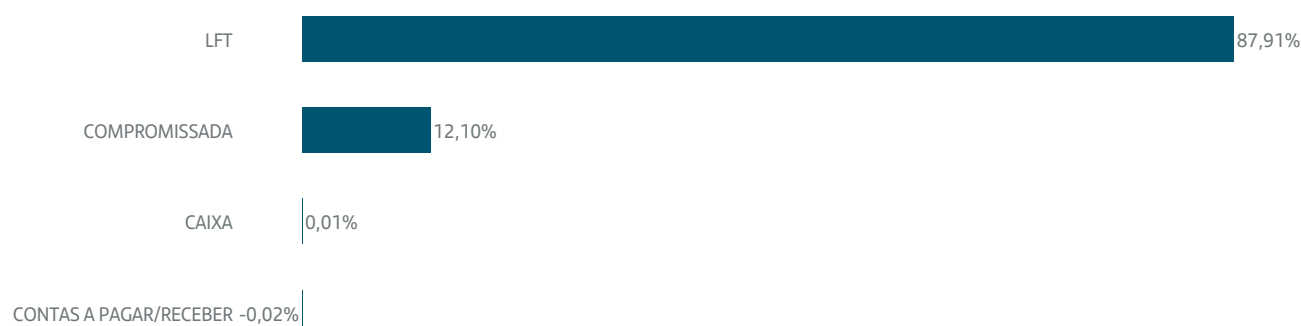 LFT 87,91%
COMPROMISSADA 12,10%
CAIXA 0,01%
CONTAS A PAGAR/RECEBER -0,02%